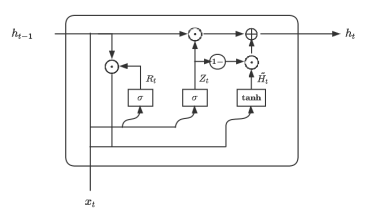 h_{t-1}
h_t
1-
R_t
Z_t
H̃_t
σ
σ
tanh
x_t